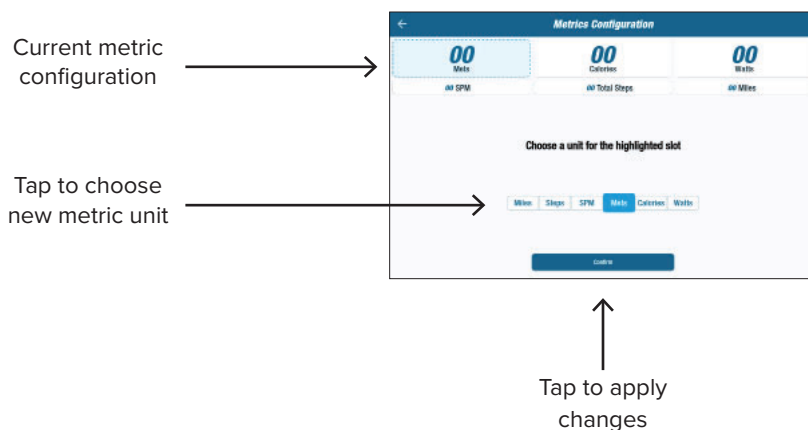 ←
Metrics Configuration
Current metric
configuration
00
Mets
00
Calories
00
Watts
00 SPM
00 Total Steps
00 Miles
Choose a unit for the highlighted slot
Tap to choose
new metric unit
Miles Steps SPM Mets Calories Watts
Confirm
Tap to apply
changes